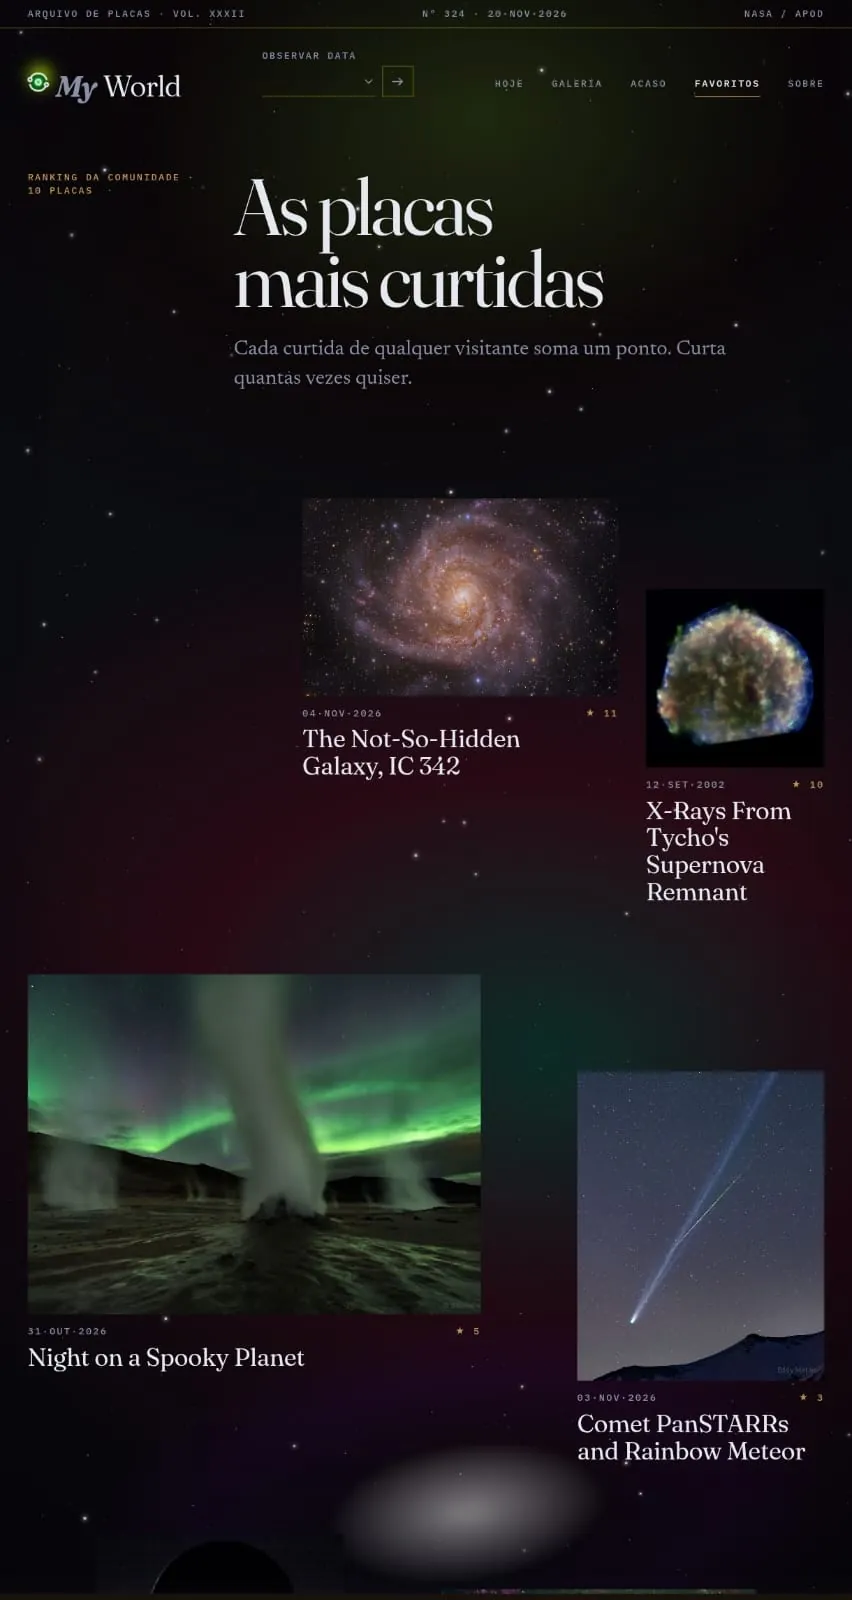 ARQUIVO DE PLACAS · VOL. XXXII
Nº 324 · 20·NOV·2026
NASA / APOD
OBSERVAR DATA
My World
HOJE
GALERIA
ACASO
FAVORITOS
SOBRE
RANKING DA COMUNIDADE ·
10 PLACAS
As placas
mais curtidas
Cada curtida de qualquer visitante soma um ponto. Curta
quantas vezes quiser.
04·NOV·2026
★ 11
The Not-So-Hidden
Galaxy, IC 342
12·SET·2002
★ 10
X-Rays From
Tycho's
Supernova
Remnant
31·OUT·2026
★ 5
Night on a Spooky Planet
03·NOV·2026
★ 3
Comet PanSTARRs
and Rainbow Meteor